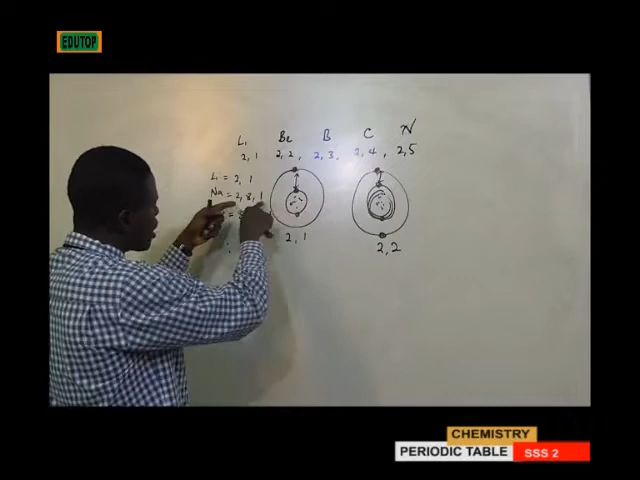 EDUTOP
Li Be B C N
2,1 2,2, 2,3, 2,4, 2,5
Li = 2,1
Na = 2,8,1
2,1
2,2
CHEMISTRY
PERIODIC TABLE SSS 2